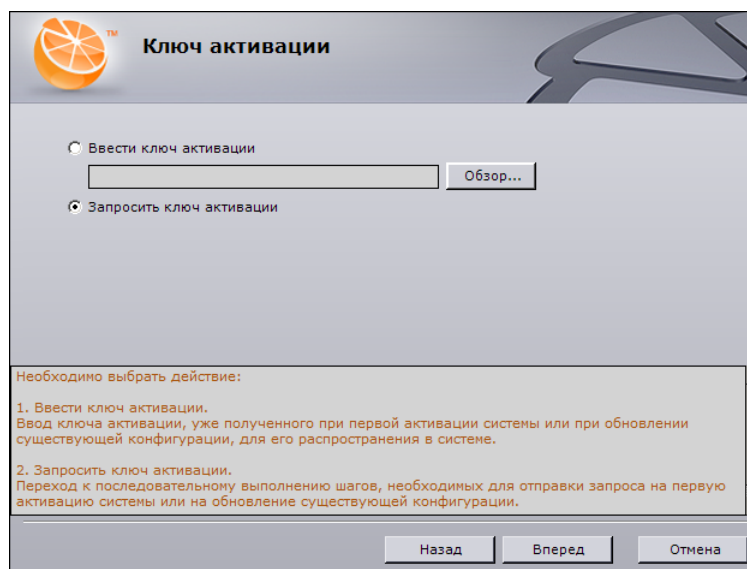 TM
Ключ активации
Ввести ключ активации
Обзор...
Запросить ключ активации
Необходимо выбрать действие:
1. Ввести ключ активации.
Ввод ключа активации, уже полученного при первой активации системы или при обновлении
существующей конфигурации, для его распространения в системе.
2. Запросить ключ активации.
Переход к последовательному выполнению шагов, необходимых для отправки запроса на первую
активацию системы или на обновление существующей конфигурации.
Назад
Вперед
Отмена